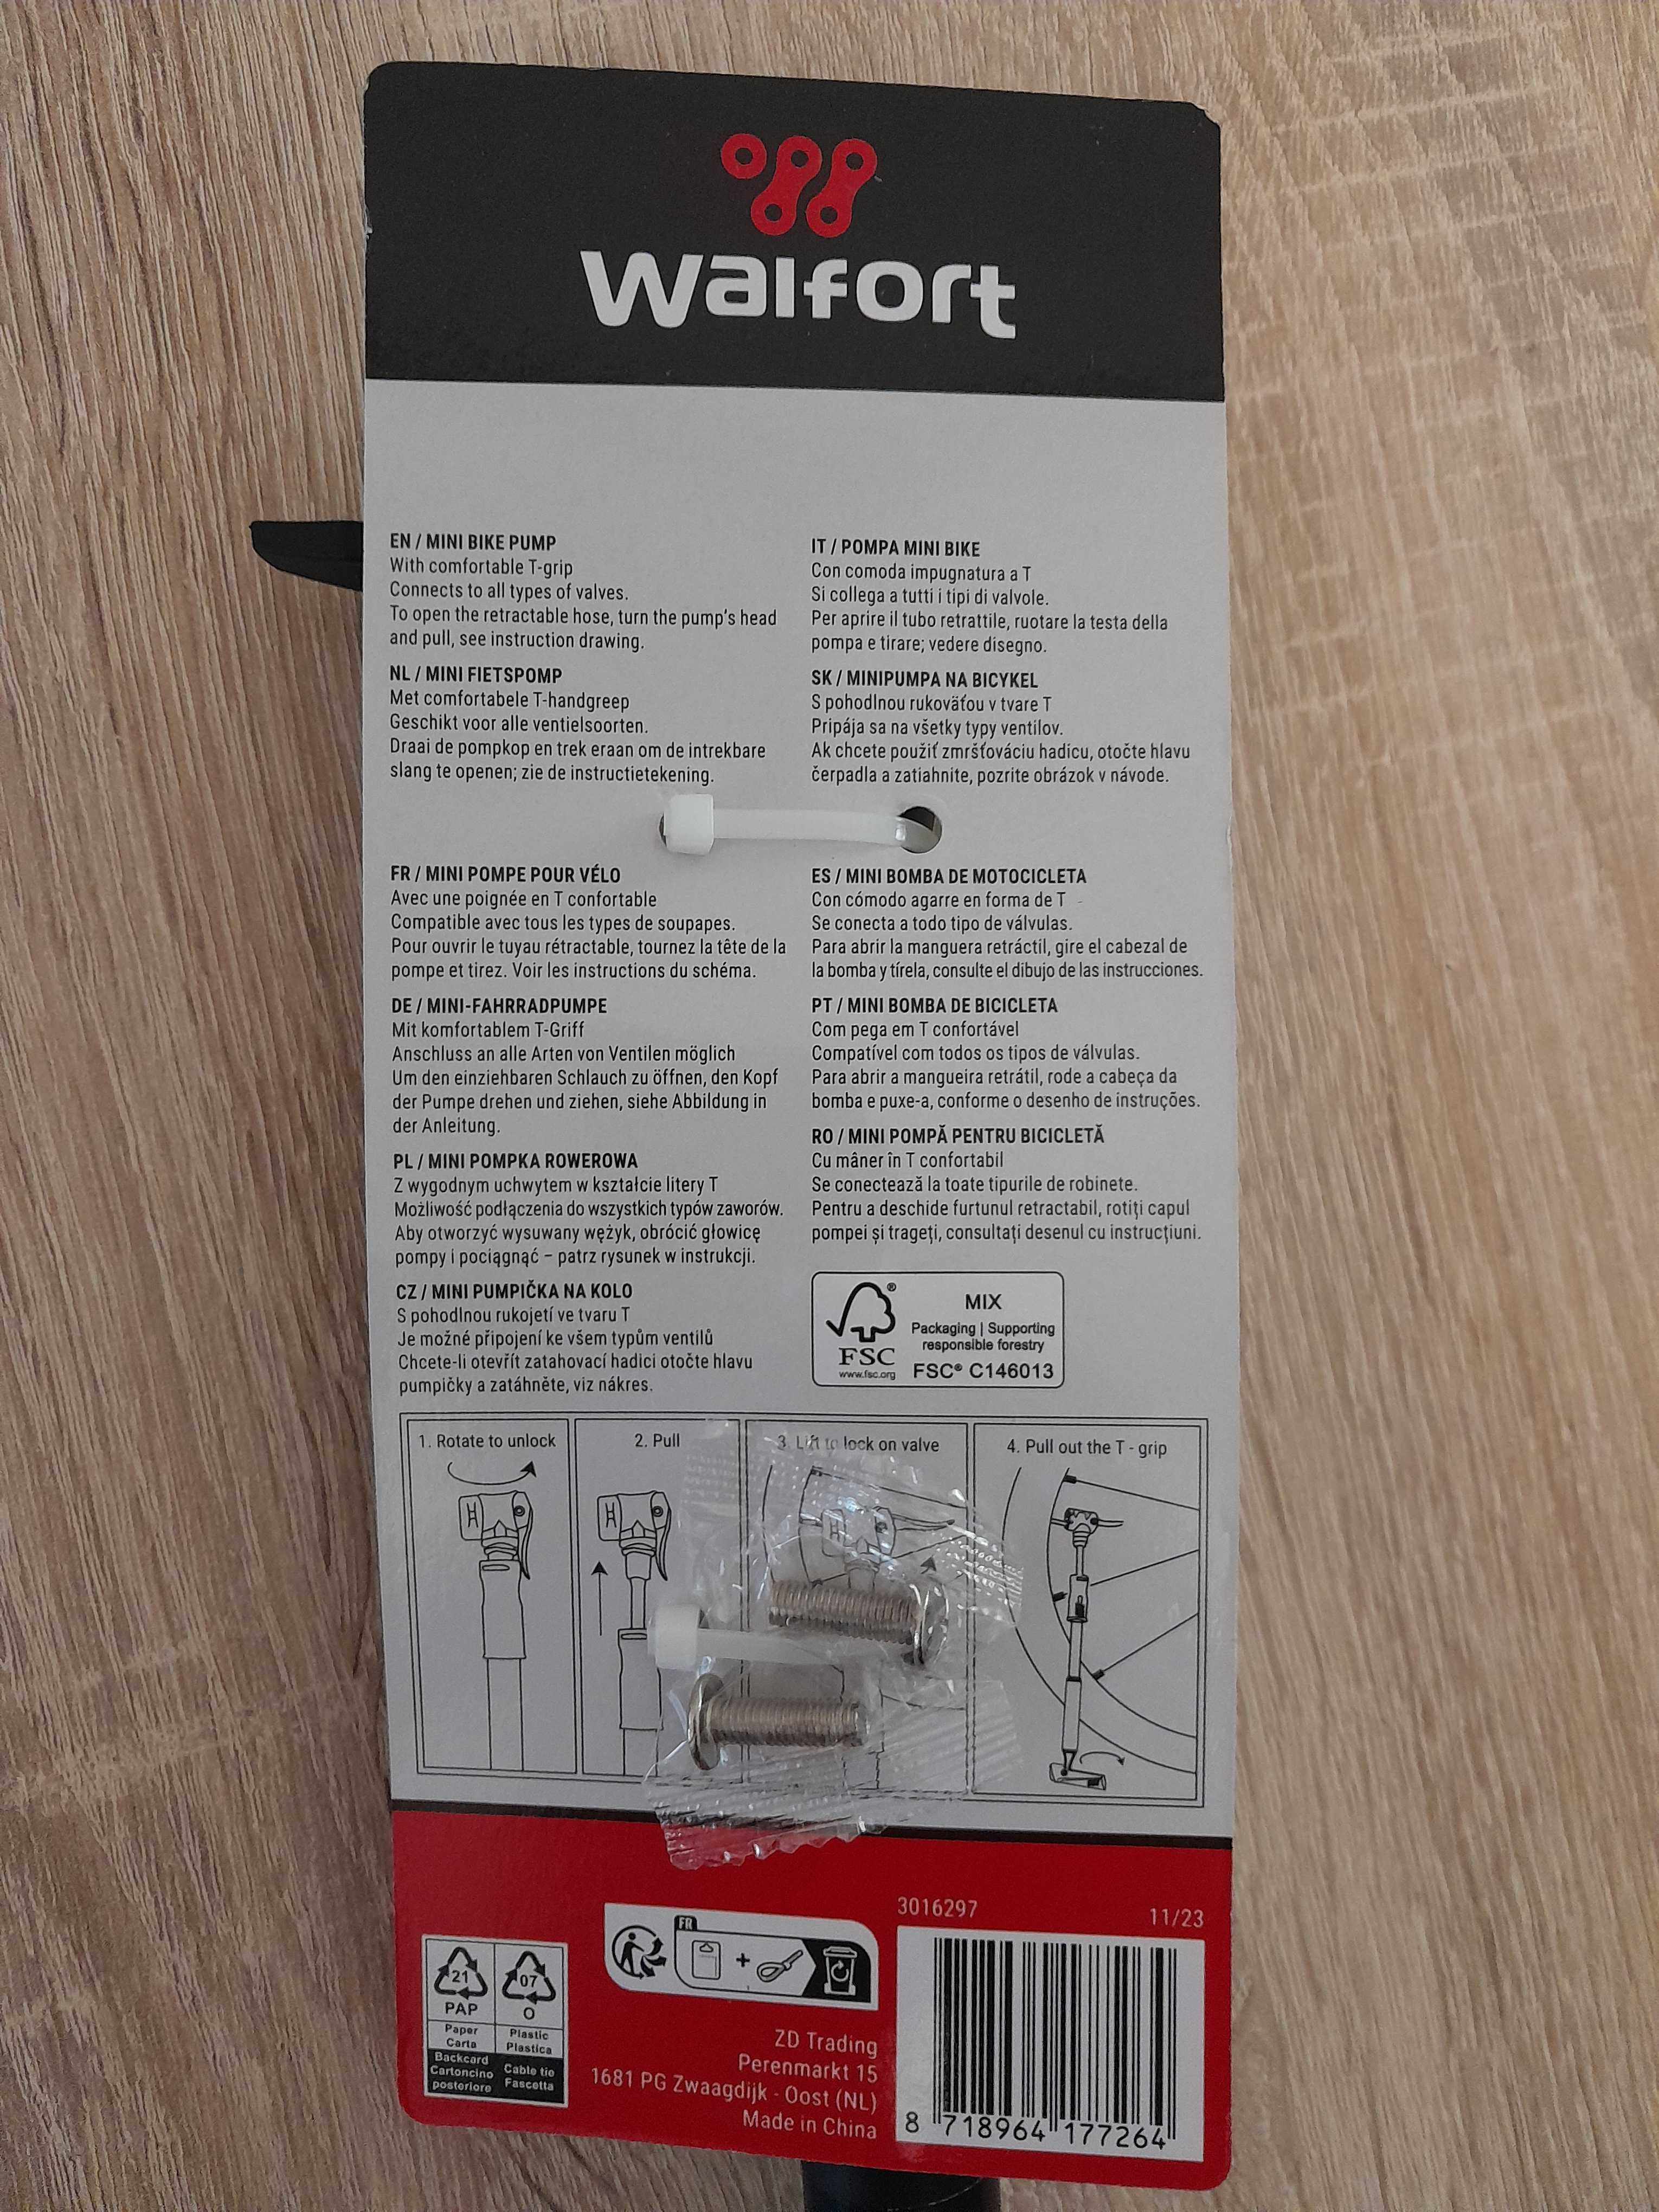 Walfort
EN / MINI BIKE PUMP
With comfortable T-grip
Connects to all types of valves.
To open the retractable hose, turn the pump's head
and pull, see instruction drawing.
NL / MINI FIETSPOMP
Met comfortabele T-handgreep
Geschikt voor alle ventielsoorten.
Draai de pompkop en trek eraan om de intrekbare
slang te openen; zie de instructietekening.
FR / MINI POMPE POUR VÉLO
Avec une poignée en T confortable
Compatible avec tous les types de soupapes.
Pour ouvrir le tuyau rétractable, tournez la tête de la
pompe et tirez. Voir les instructions du schéma.
DE / MINI-FAHRRADPUMPE
Mit komfortablem T-Griff
Anschluss an alle Arten von Ventilen möglich
Um den einziehbaren Schlauch zu öffnen, den Kopf
der Pumpe drehen und ziehen, siehe Abbildung in
der Anleitung.
PL / MINI POMPKA ROWEROWA
Z wygodnym uchwytem w kształcie litery T
Możliwość podłączenia do wszystkich typów zaworów.
Aby otworzyć wysuwany wężyk, obrócić głowicę
pompy i pociągnąć – patrz rysunek w instrukcji.
CZ / MINI PUMPIČKA NA KOLO
S pohodlnou rukojetí ve tvaru T
Je možné připojení ke všem typům ventilů
Chcete-li otevřít zatahovací hadici otočte hlavu
pumpičky a zatáhněte, viz nákres.
IT / POMPA MINI BIKE
Con comoda impugnatura a T
Si collega a tutti i tipi di valvole.
Per aprire il tubo retrattile, ruotare la testa della
pompa e tirare; vedere disegno.
SK / MINIPUMPA NA BICYKEL
S pohodlnou rukoväťou v tvare T
Pripája sa na všetky typy ventilov.
Ak chcete použiť zmršťováciu hadicu, otočte hlavu
čerpadla a zatiahnite, pozrite obrázok v návode.
ES / MINI BOMBA DE MOTOCICLETA
Con cómodo agarre en forma de T
Se conecta a todo tipo de válvulas.
Para abrir la manguera retráctil, gire el cabezal de
la bomba y tírela, consulte el dibujo de las instrucciones.
PT / MINI BOMBA DE BICICLETA
Com pega em T confortável
Compatível com todos os tipos de válvulas.
Para abrir a mangueira retrátil, rode a cabeça da
bomba e puxe-a, conforme o desenho de instruções.
RO / MINI POMPĂ PENTRU BICICLETĂ
Cu mâner în T confortabil
Se conectează la toate tipurile de robinete.
Pentru a deschide furtunul retractabil, rotiți capul
pompei și trageți, consultați desenul cu instrucțiuni.
FSC®
www.fsc.org
MIX
Packaging | Supporting
responsible forestry
FSC® C146013
1. Rotate to unlock
2. Pull
3. Lift to lock on valve
4. Pull out the T - grip
H
H
H
21
PAP
Paper
Carta
Backcard
Cartoncino
posteriore
07
O
Plastic
Plastica
Cable tie
Fascetta
FR
+
ZD Trading
Perenmarkt 15
1681 PG Zwaagdijk - Oost (NL)
Made in China
3016297
11/23
8 718964 177264